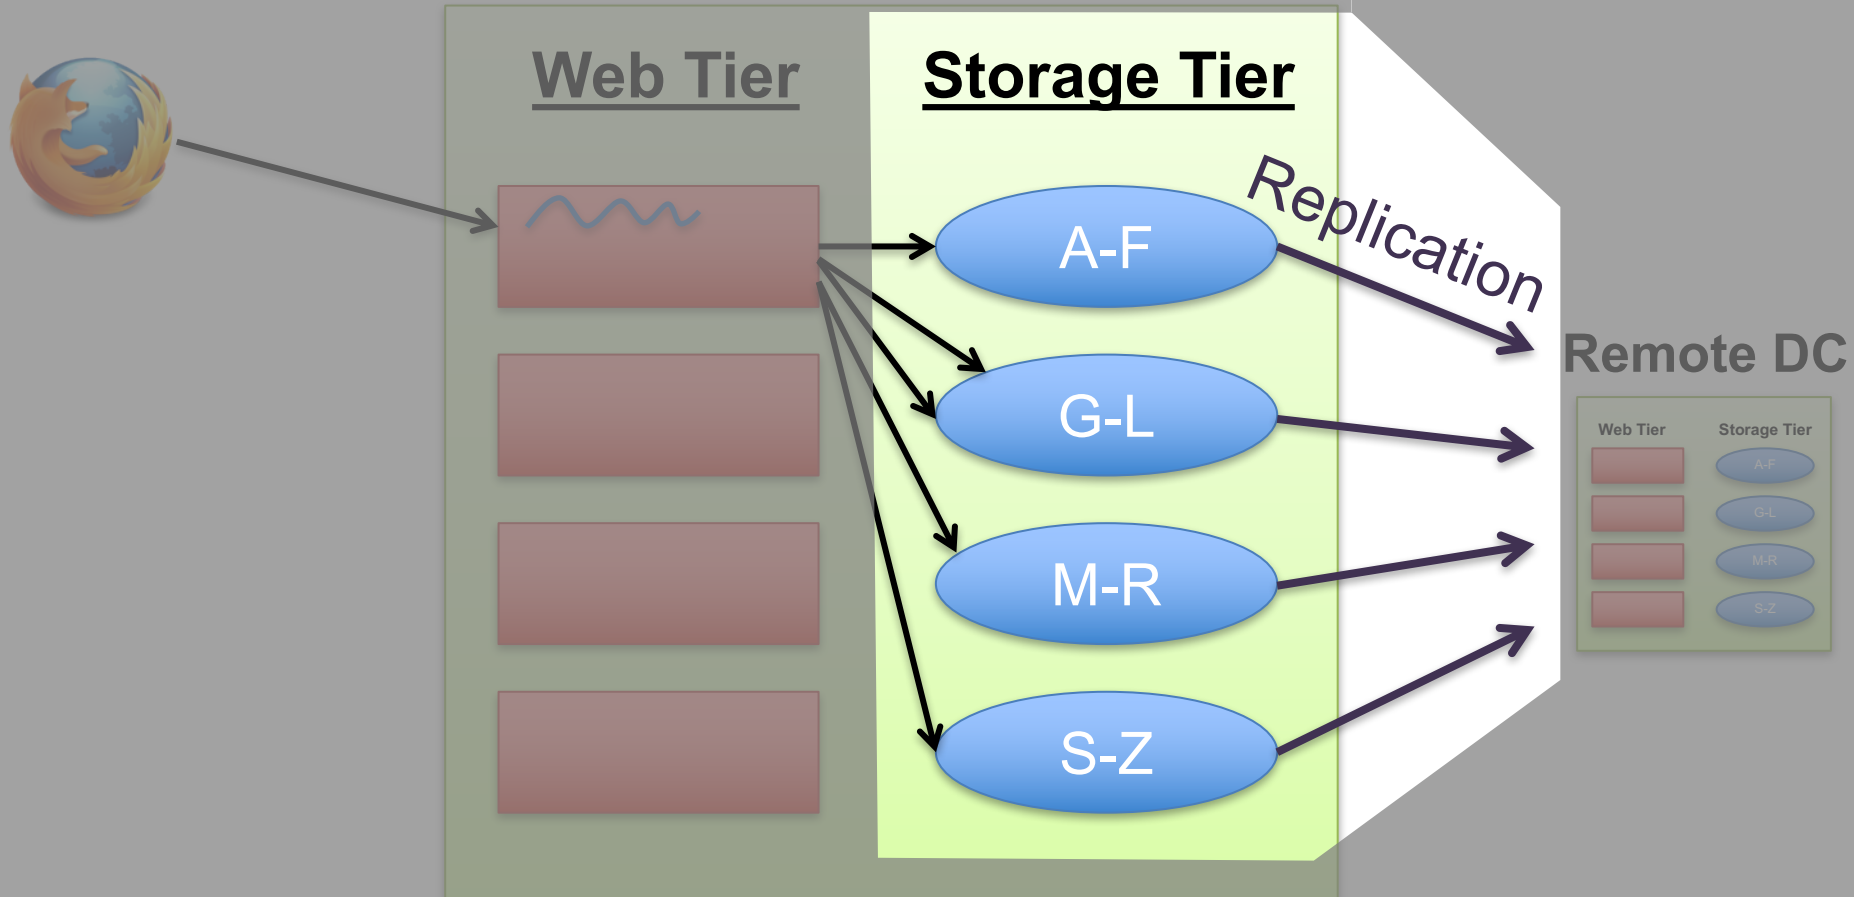 Web Tier
Storage Tier
Replication
A-F
G-L
M-R
S-Z
Remote DC
Web Tier
Storage Tier
A-F
G-L
M-R
S-Z